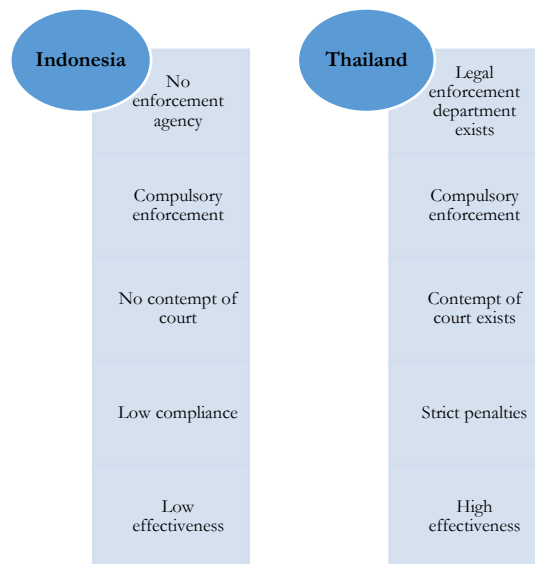 Indonesia
No
enforcement
agency
Compulsory
enforcement
No contempt of
court
Low compliance
Low
effectiveness
Thailand
Legal
enforcement
department
exists
Compulsory
enforcement
Contempt of
court exists
Strict penalties
High
effectiveness